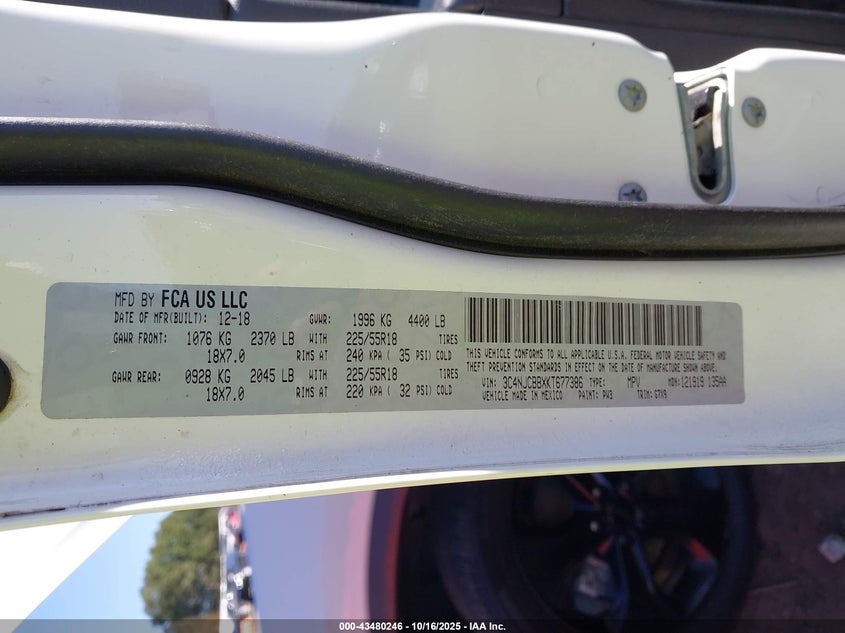 MFD BY FCA US LLC
DATE OF MFR(BUILT): 12-18 GVWR: 1996 KG 4400 LB
GAWR FRONT: 1076 KG 2370 LB WITH 225/55R18 TIRES
18X7.0 RIMS AT 240 KPA ( 35 PSI) COLD
GAWR REAR: 0928 KG 2045 LB WITH 225/55R18 TIRES
18X7.0 RIMS AT 220 KPA ( 32 PSI) COLD
THIS VEHICLE CONFORMS TO ALL APPLICABLE U.S.A. FEDERAL MOTOR VEHICLE SAFETY AND
THEFT PREVENTION STANDARDS IN EFFECT ON THE DATE OF MANUFACTURE SHOWN ABOVE.
VIN: 3C4NJCBBXKT677386 TYPE: MPV MDH: 121919 135AA
VEHICLE MADE IN MEXICO PAINT: PW3 TRIM: G7X9
000-43480246 - 10/16/2025 - IAA Inc.